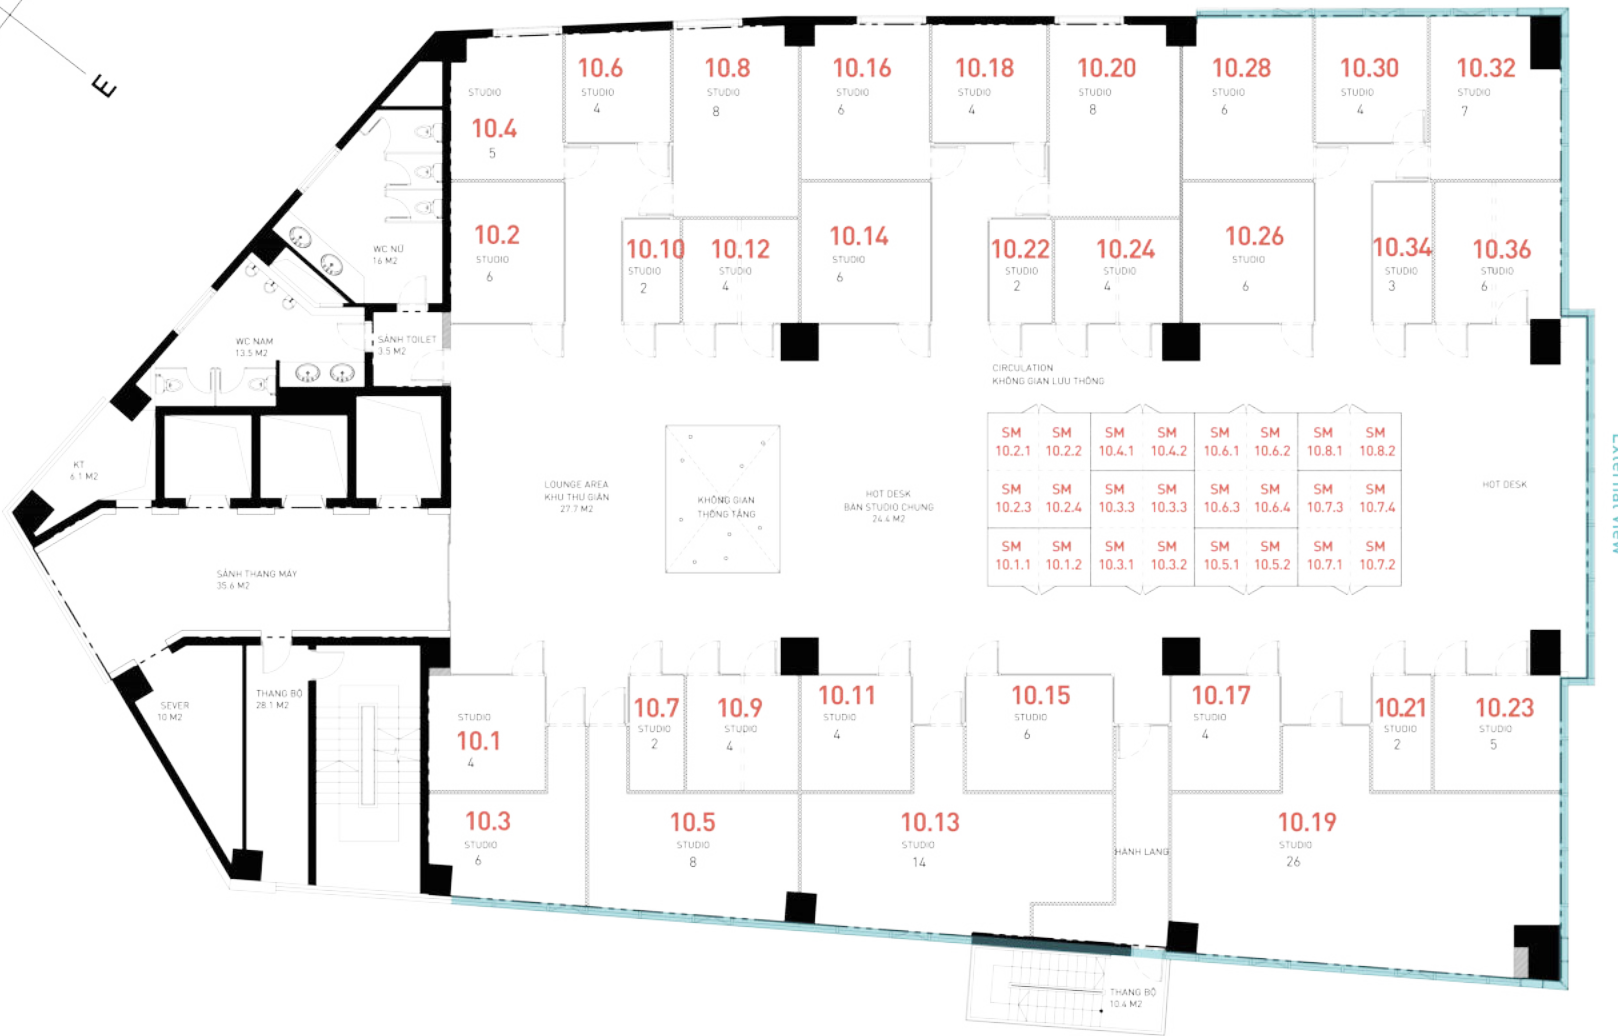 E
STUDIO
10.4
5
10.6
STUDIO
4
10.8
STUDIO
8
10.16
STUDIO
6
10.18
STUDIO
4
10.20
STUDIO
8
10.28
STUDIO
6
10.30
STUDIO
4
10.32
STUDIO
7
10.2
STUDIO
6
10.10
STUDIO
2
10.12
STUDIO
4
10.14
STUDIO
6
10.22
STUDIO
2
10.24
STUDIO
4
10.26
STUDIO
6
10.34
STUDIO
3
10.36
STUDIO
6
WC NỮ
16 M2
WC NAM
13.5 M2
SẢNH TOILET
3.5 M2
KT
6.1 M2
CIRCULATION
KHÔNG GIAN LƯU THÔNG
LOUNGE AREA
KHU THƯ GIÃN
27.7 M2
KHÔNG GIAN
THÔNG TẦNG
HOT DESK
BÀN STUDIO CHUNG
24.4 M2
SM SM SM SM SM SM SM SM
10.2.1 10.2.2 10.4.1 10.4.2 10.6.1 10.6.2 10.8.1 10.8.2
SM SM SM SM SM SM SM SM
10.2.3 10.2.4 10.3.3 10.3.3 10.6.3 10.6.4 10.7.3 10.7.4
SM SM SM SM SM SM SM SM
10.1.1 10.1.2 10.3.1 10.3.2 10.5.1 10.5.2 10.7.1 10.7.2
HOT DESK
External view
SẢNH THANG MÁY
35.6 M2
SEVER
10 M2
THANG BỘ
28.1 M2
STUDIO
10.1
4
10.7
STUDIO
2
10.9
STUDIO
4
10.11
STUDIO
4
10.15
STUDIO
6
10.17
STUDIO
4
10.21
STUDIO
2
10.23
STUDIO
5
10.3
STUDIO
6
10.5
STUDIO
8
10.13
STUDIO
14
HÀNH LANG
10.19
STUDIO
26
THANG BỘ
10.4 M2